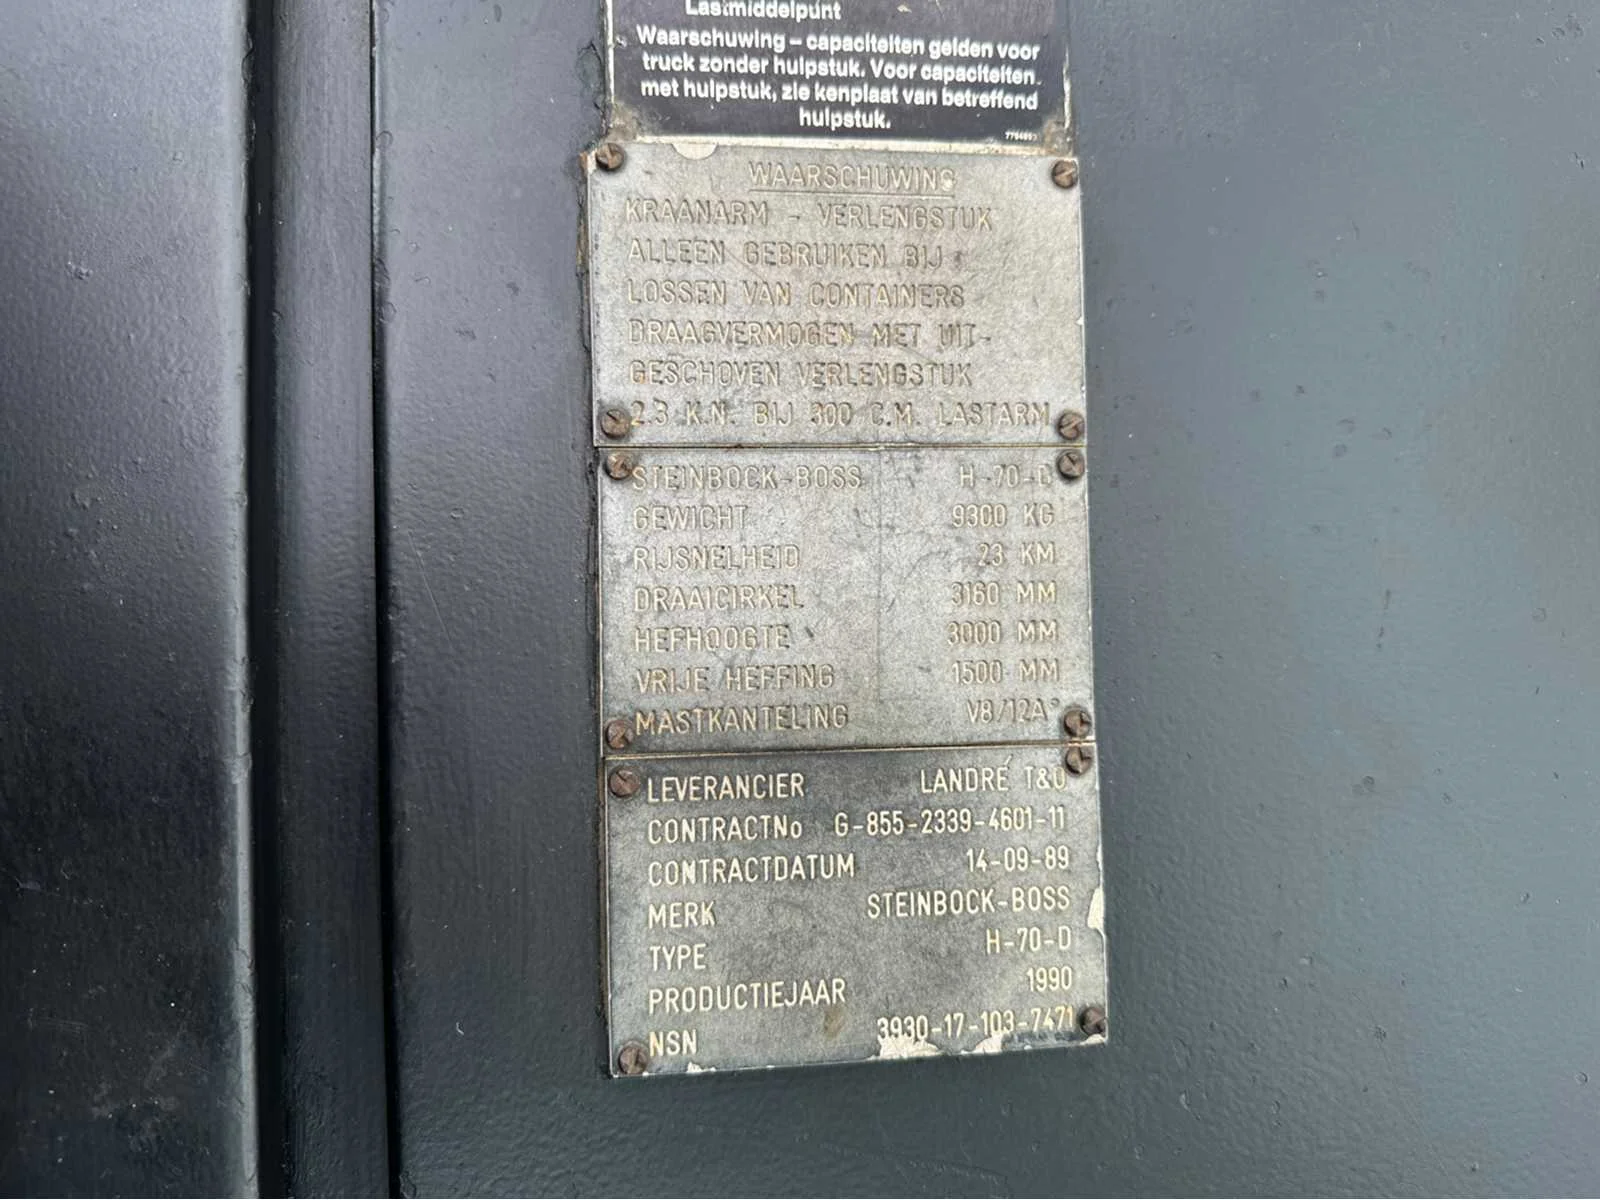 Lastmiddelpunt
Waarschuwing – capaciteiten gelden voor
truck zonder hulpstuk. Voor capaciteiten
met hulpstuk, zie kenplaat van betreffend
hulpstuk.
WAARSCHUWING
KRAANARM - VERLENGSTUK
ALLEEN GEBRUIKEN BIJ :
LOSSEN VAN CONTAINERS
DRAAGVERMOGEN MET UIT-
GESCHOVEN VERLENGSTUK
2.3 K.N. BIJ 300 C.M. LASTARM
STEINBOCK-BOSS H-70-D
GEWICHT 9300 KG
RIJSNELHEID 23 KM
DRAAICIRKEL 3160 MM
HEFHOOGTE 3000 MM
VRIJE HEFFING 1500 MM
MASTKANTELING V8/12A°
LEVERANCIER LANDRÉ T&O
CONTRACTNo G-855-2339-4601-11
CONTRACTDATUM 14-09-89
MERK STEINBOCK-BOSS
TYPE H-70-D
PRODUCTIEJAAR 1990
NSN 3930-17-103-7471